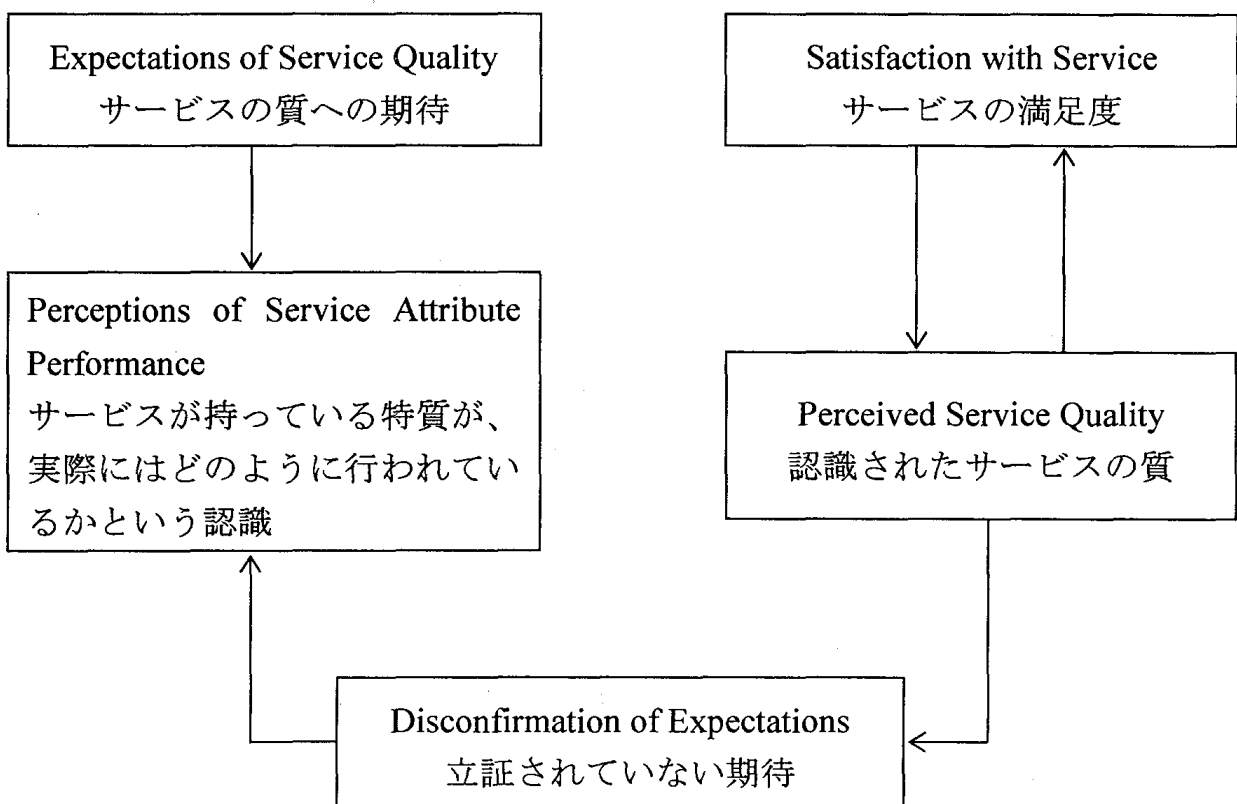 Expectations of Service Quality
サービスの質への期待
Satisfaction with Service
サービスの満足度
Perceptions of Service Attribute
Performance
サービスが持っている特質が、
実際にはどのように行われてい
るかという認識
Perceived Service Quality
認識されたサービスの質
Disconfirmation of Expectations
立証されていない期待